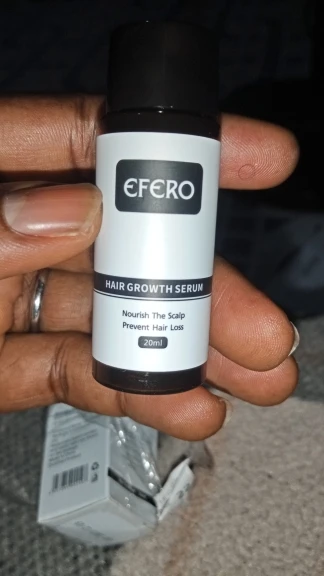 EFERO
HAIR GROWTH SERUM
Nourish The Scalp
Prevent Hair Loss
20ml